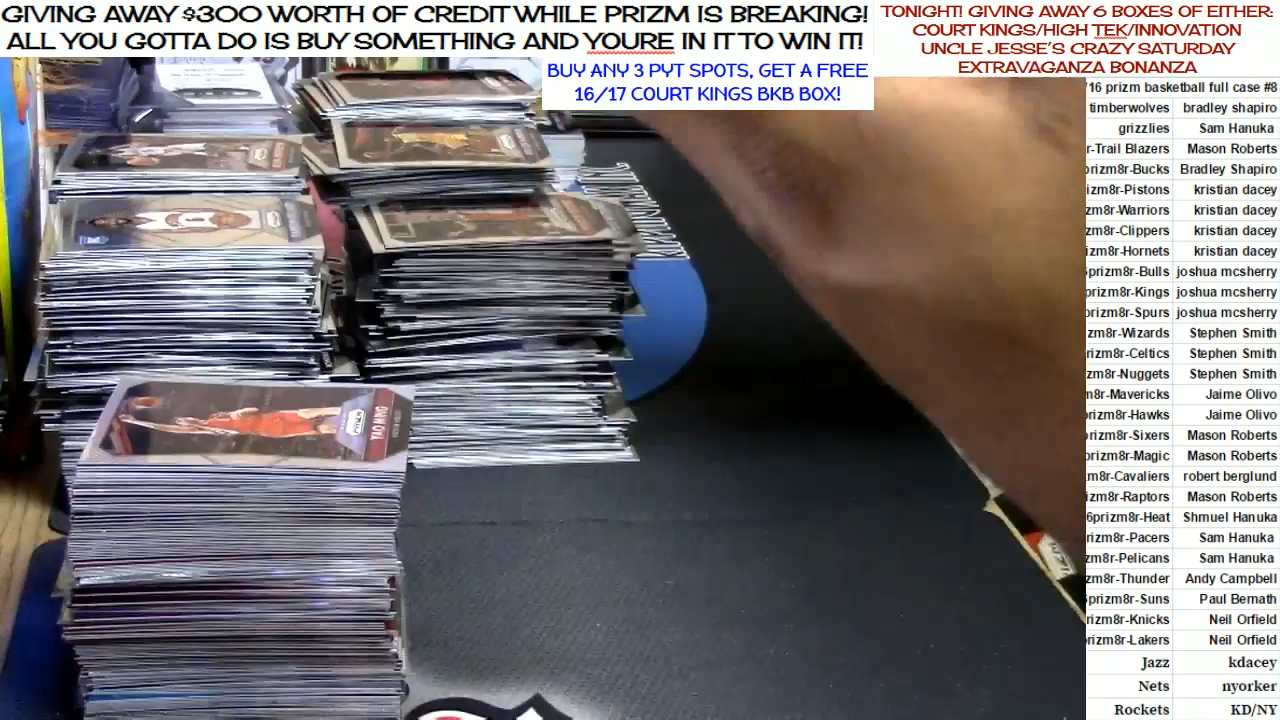 GIVING AWAY $300 WORTH OF CREDIT WHILE PRIZM IS BREAKING!
ALL YOU GOTTA DO IS BUY SOMETHING AND YOURE IN IT TO WIN IT!
TONIGHT! GIVING AWAY 6 BOXES OF EITHER:
COURT KINGS/HIGH TEK/INNOVATION
UNCLE JESSE'S CRAZY SATURDAY
EXTRAVAGANZA BONANZA
BUY ANY 3 PYT SPOTS, GET A FREE
16/17 COURT KINGS BKB BOX!
/16 prizm basketball full case #8
timberwolves bradley shapiro
grizzlies Sam Hanuka
r-Trail Blazers Mason Roberts
prizm8r-Bucks Bradley Shapiro
izm8r-Pistons kristian dacey
zm8r-Warriors kristian dacey
zm8r-Clippers kristian dacey
zm8r-Hornets kristian dacey
prizm8r-Bulls joshua mcsherry
prizm8r-Kings joshua mcsherry
prizm8r-Spurs joshua mcsherry
zm8r-Wizards Stephen Smith
rizm8r-Celtics Stephen Smith
rizm8r-Nuggets Stephen Smith
m8r-Mavericks Jaime Olivo
prizm8r-Hawks Jaime Olivo
prizm8r-Sixers Mason Roberts
prizm8r-Magic Mason Roberts
m8r-Cavaliers robert berglund
izm8r-Raptors Mason Roberts
6prizm8r-Heat Shmuel Hanuka
rizm8r-Pacers Sam Hanuka
zm8r-Pelicans Sam Hanuka
zm8r-Thunder Andy Campbell
prizm8r-Suns Paul Bernath
rizm8r-Knicks Neil Orfield
rizm8r-Lakers Neil Orfield
Jazz kdacey
Nets nyorker
Rockets KD/NY
YAO MING
PRIZM